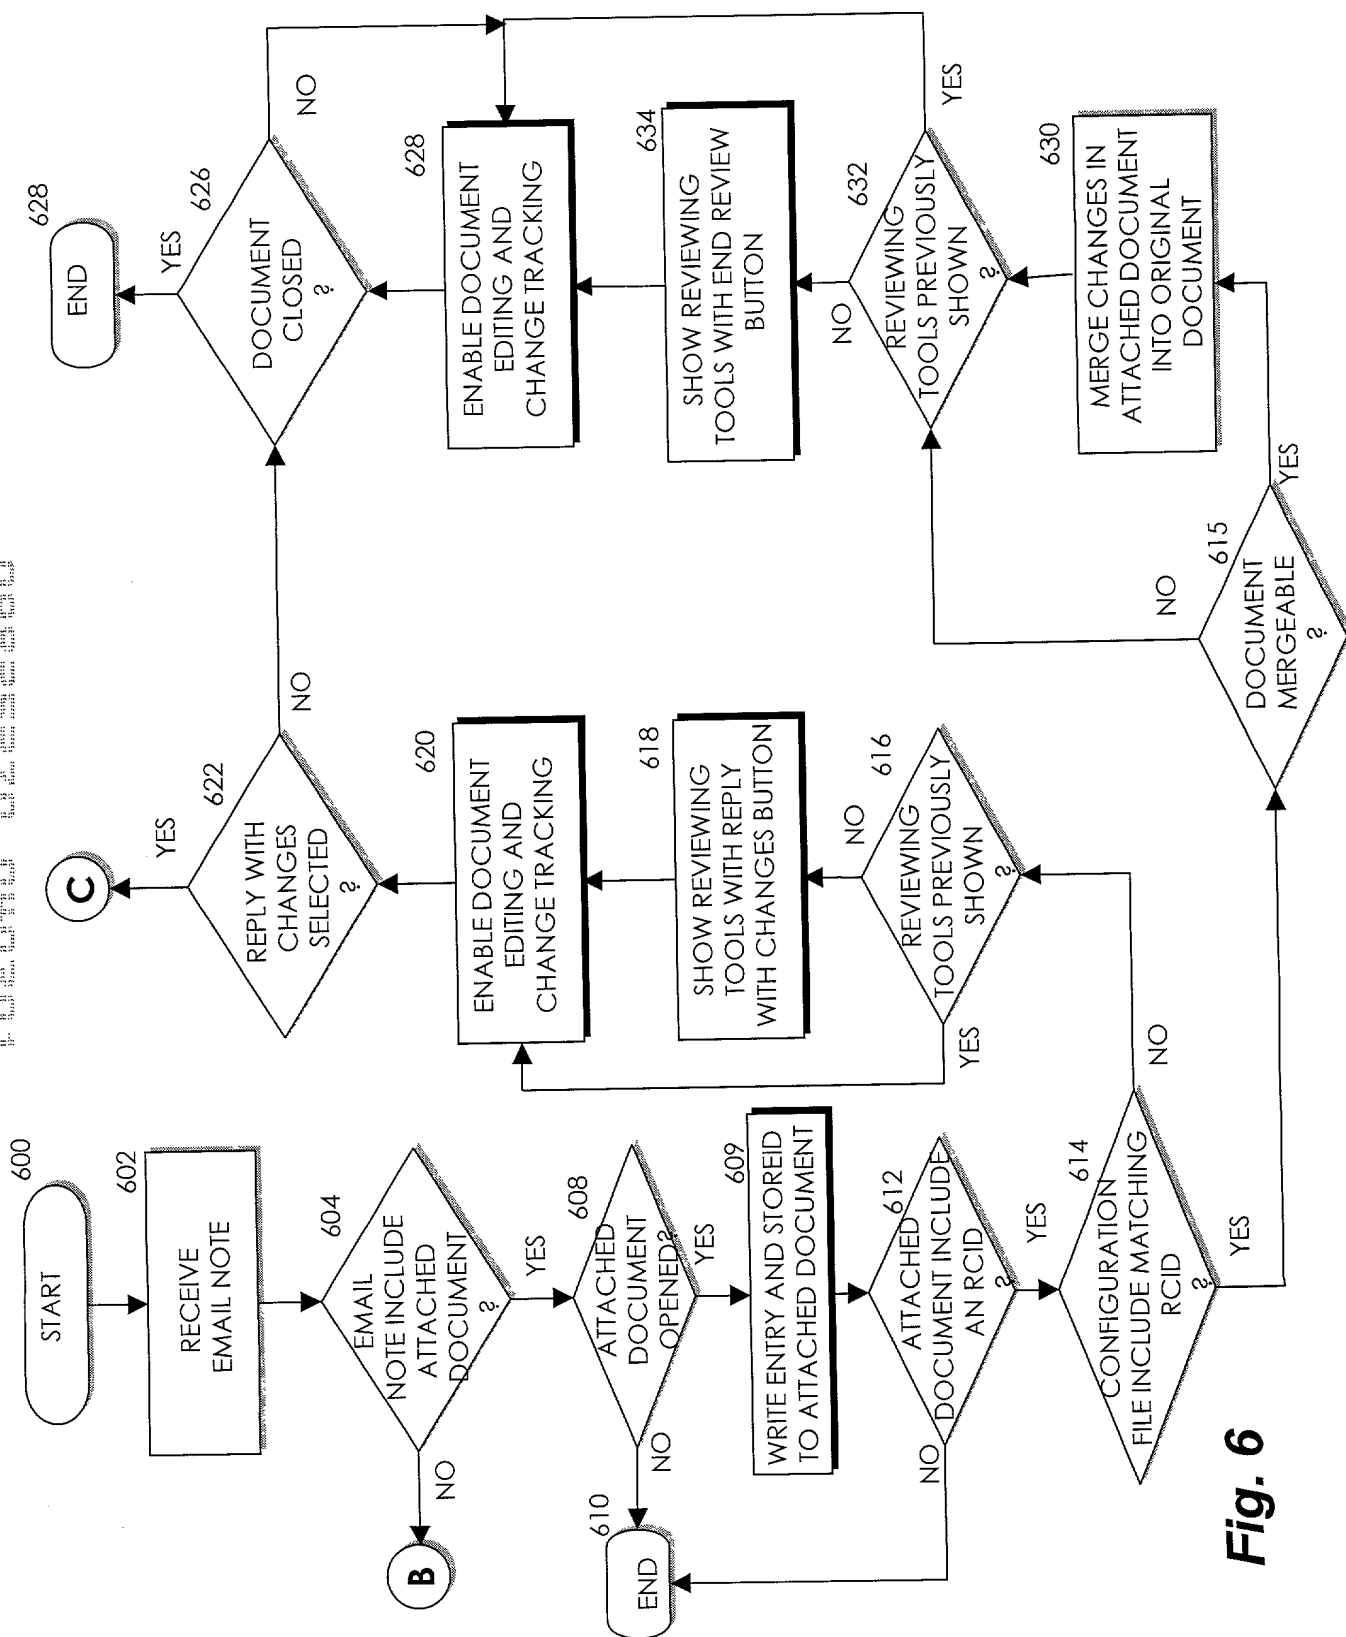 600
START
602
RECEIVE
EMAIL NOTE
604
EMAIL
NOTE INCLUDE
ATTACHED
DOCUMENT
?
NO
B
YES
608
ATTACHED
DOCUMENT
OPENED?
NO
610
END
YES
609
WRITE ENTRY AND STOREID
TO ATTACHED DOCUMENT
612
ATTACHED
DOCUMENT INCLUDE
AN RCID
?
NO
YES
614
CONFIGURATION
FILE INCLUDE MATCHING
RCID
?
NO
YES
C
YES
622
REPLY WITH
CHANGES
SELECTED
?
NO
620
ENABLE DOCUMENT
EDITING AND
CHANGE TRACKING
618
SHOW REVIEWING
TOOLS WITH REPLY
WITH CHANGES BUTTON
NO
616
REVIEWING
TOOLS PREVIOUSLY
SHOWN
?
YES
615
DOCUMENT
MERGEABLE
?
NO
YES
628
END
YES
626
DOCUMENT
CLOSED
?
NO
628
ENABLE DOCUMENT
EDITING AND
CHANGE TRACKING
634
SHOW REVIEWING
TOOLS WITH END REVIEW
BUTTON
NO
632
REVIEWING
TOOLS PREVIOUSLY
SHOWN
?
YES
630
MERGE CHANGES IN
ATTACHED DOCUMENT
INTO ORIGINAL
DOCUMENT
Fig. 6